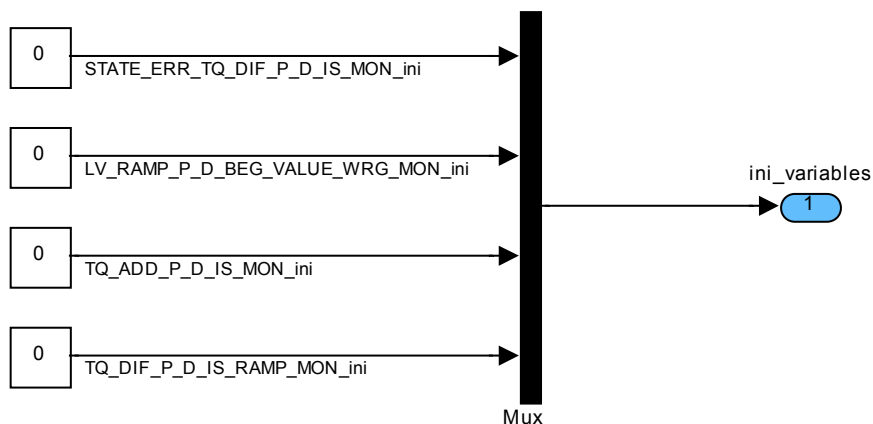 0
STATE_ERR_TQ_DIF_P_D_IS_MON_ini
0
LV_RAMP_P_D_BEG_VALUE_WRG_MON_ini
ini_variables
1
0
TQ_ADD_P_D_IS_MON_ini
0
TQ_DIF_P_D_IS_RAMP_MON_ini
Mux